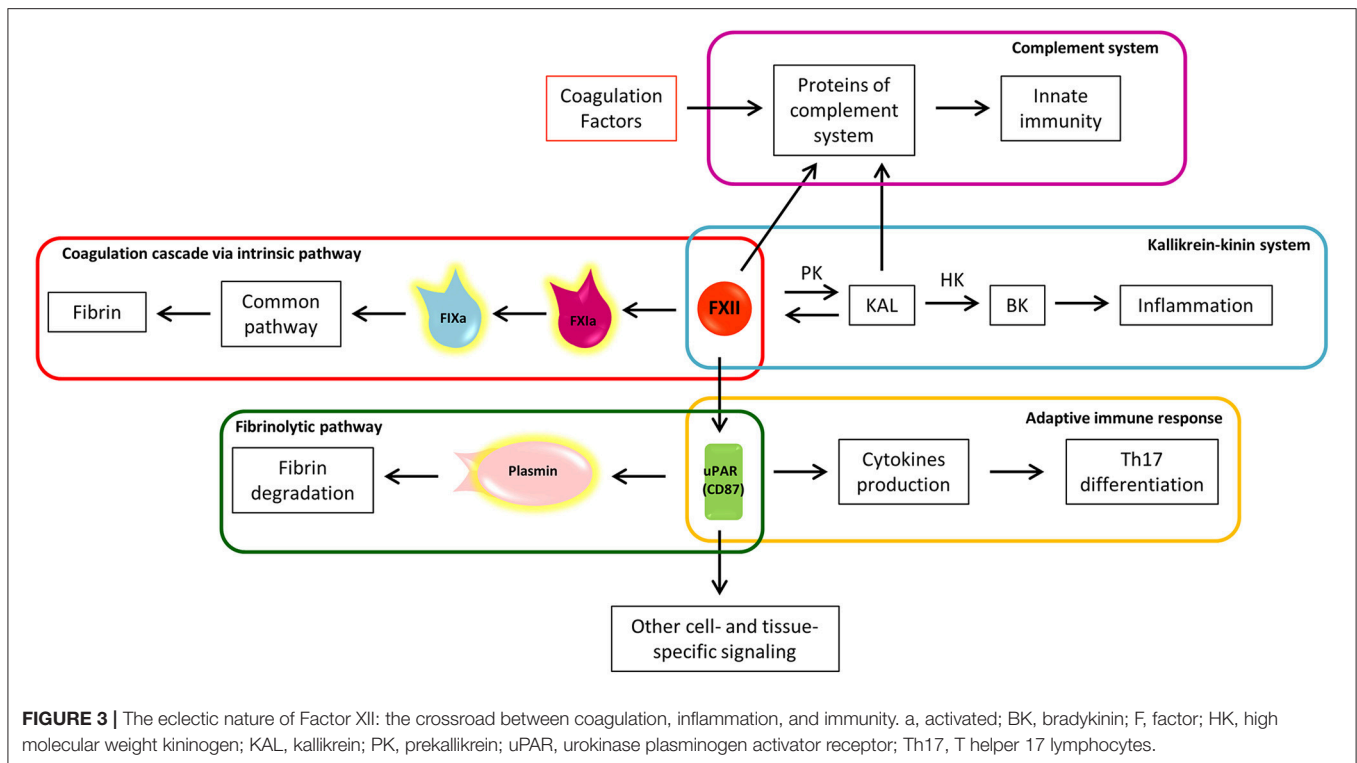 Complement system
Coagulation
Factors
Proteins of
complement
system
Innate
immunity
Coagulation cascade via intrinsic pathway
Kallikrein-kinin system
Fibrin
Common
pathway
FIXa
FXIa
FXII
PK
KAL
HK
BK
Inflammation
Fibrinolytic pathway
Adaptive immune response
Fibrin
degradation
Plasmin
uPAR
(CD87)
Cytokines
production
Th17
differentiation
Other cell- and tissue-
specific signaling
FIGURE 3 | The eclectic nature of Factor XII: the crossroad between coagulation, inflammation, and immunity. a, activated; BK, bradykinin; F, factor; HK, high
molecular weight kininogen; KAL, kallikrein; PK, prekallikrein; uPAR, urokinase plasminogen activator receptor; Th17, T helper 17 lymphocytes.